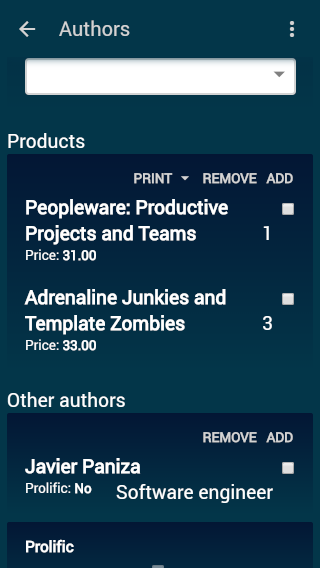 Authors
Products
PRINT REMOVE ADD
Peopleware: Productive
Projects and Teams 1
Price: 31.00
Adrenaline Junkies and
Template Zombies 3
Price: 33.00
Other authors
REMOVE ADD
Javier Paniza
Prolific: No Software engineer
Prolific